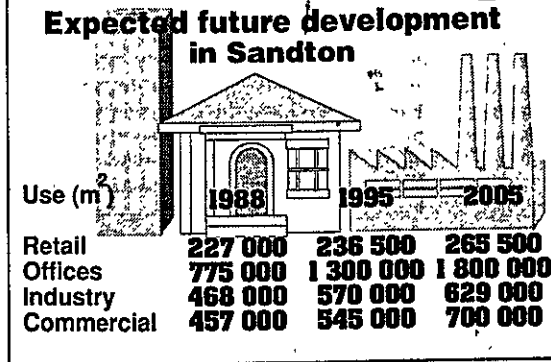 Expected future development
in Sandton
Use (m²) 1988 1995 2005
Retail 227 000 236 500 265 500
Offices 775 000 1 300 000 1 800 000
Industry 468 000 570 000 629 000
Commercial 457 000 545 000 700 000